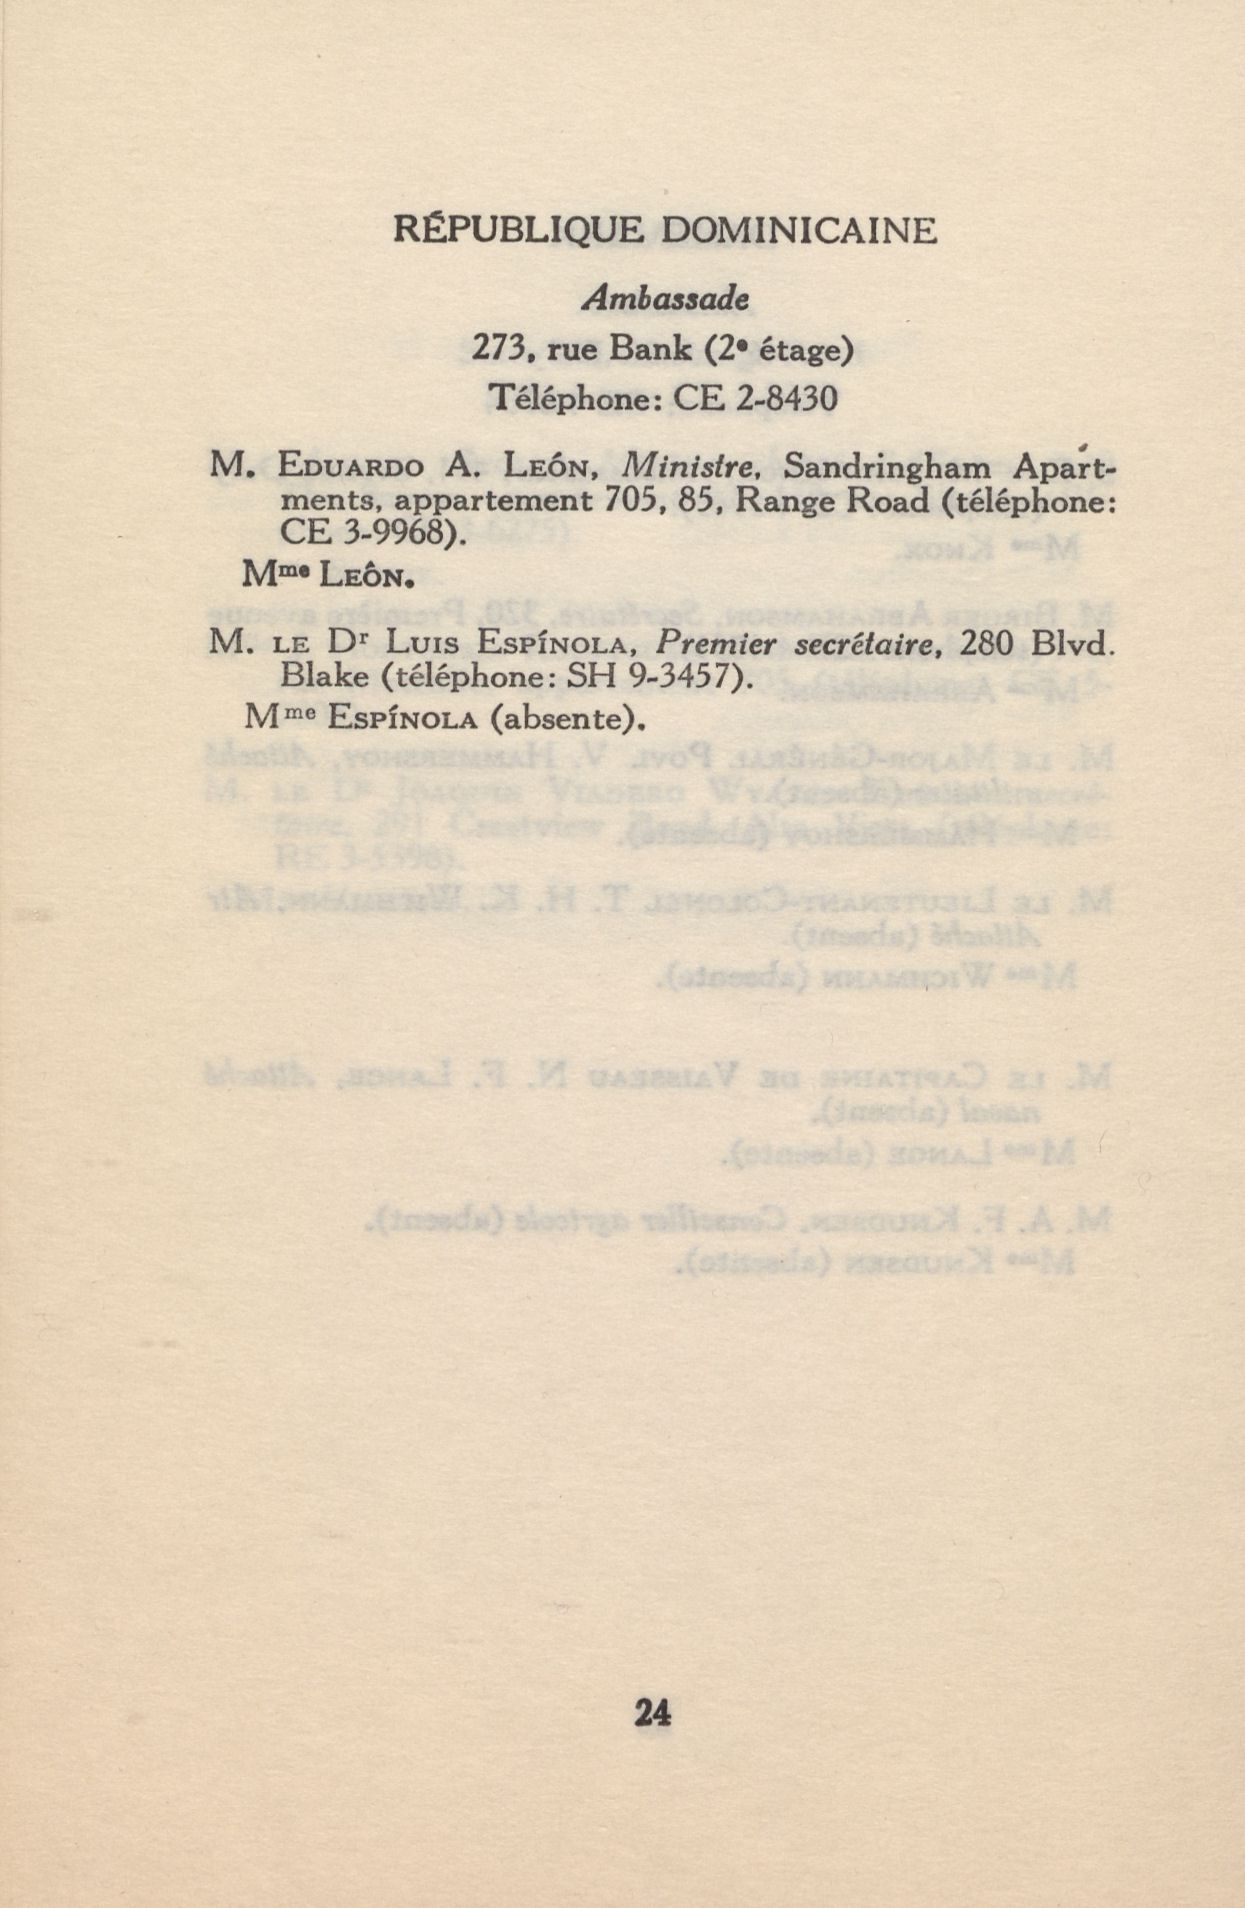 RÉPUBLIQUE DOMINICAINE
Ambassade
273, rue Bank (2e étage)
Téléphone: CE 2-8430
M. EDUARDO A. LEÓN, Ministre, Sandringham Apart-
ments, appartement 705, 85, Range Road (téléphone:
CE 3-9968).
Mme LEÔN.
M. LE Dr LUIS ESPÍNOLA, Premier secrétaire, 280 Blvd.
Blake (téléphone: SH 9-3457).
Mme ESPÍNOLA (absente).
24